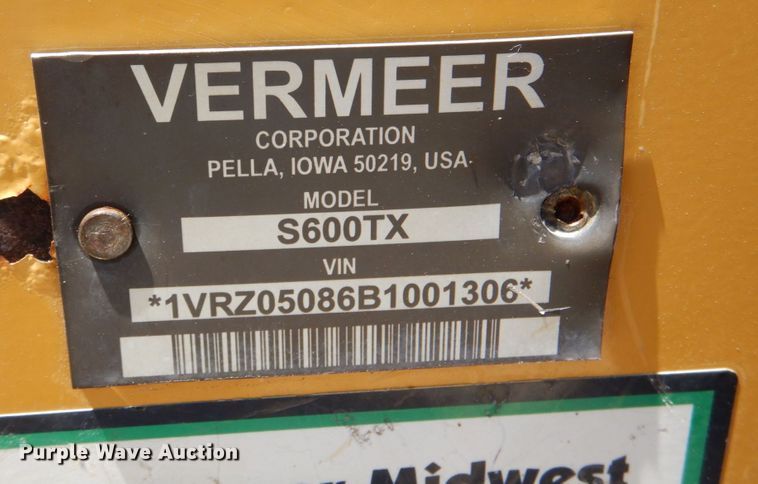 VERMEER
CORPORATION
PELLA, IOWA 50219, USA
MODEL
S600TX
VIN
*1VRZ05086B1001306*
Midwest
Purple Wave Auction